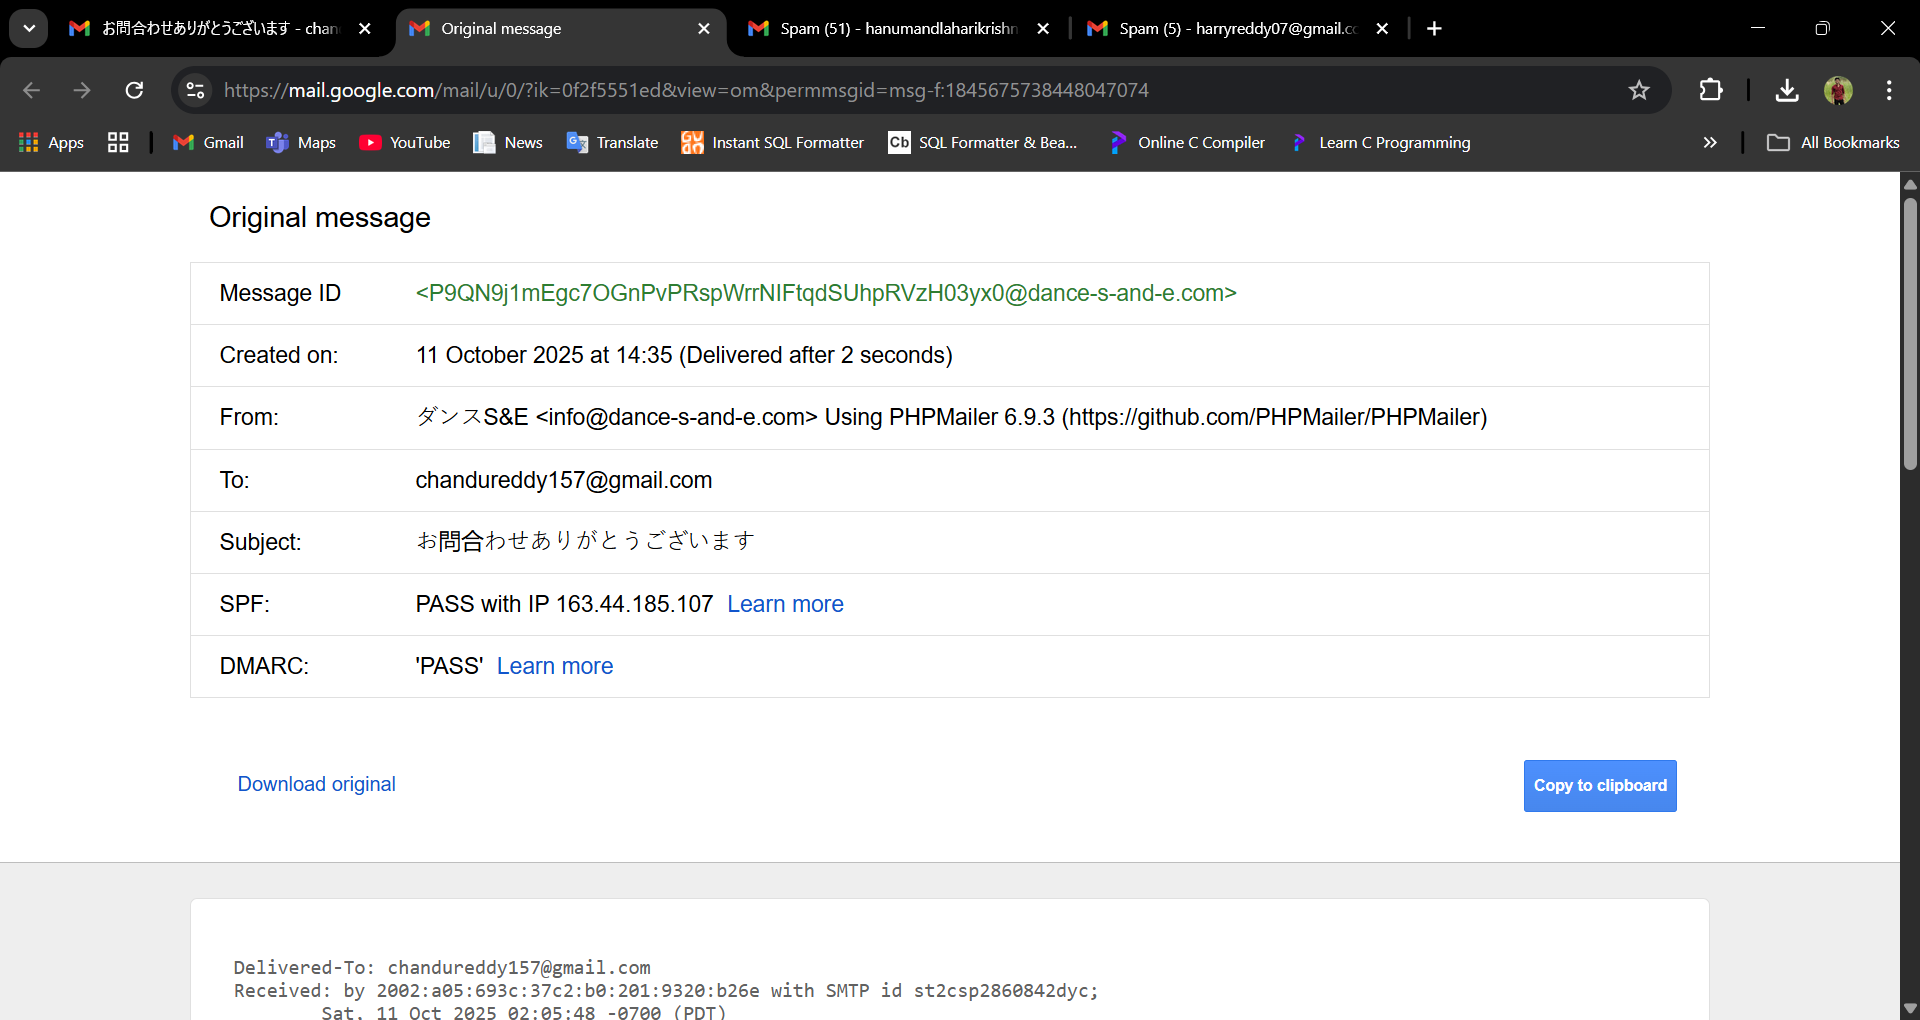 お問合わせありがとうございます - chan
Original message
Spam (51) - hanumandlaharikrishn
Spam (5) - harryreddy07@gmail.cc
https://mail.google.com/mail/u/0/?ik=0f2f5551ed&view=om&permmsgid=msg-f:1845675738448047074
Apps
Gmail
Maps
YouTube
News
Translate
Instant SQL Formatter
Cb SQL Formatter & Bea...
Online C Compiler
Learn C Programming
All Bookmarks
Original message
Message ID <P9QN9j1mEgc7OGnPvPRspWrrNIFtqdSUhpRVzH03yx0@dance-s-and-e.com>
Created on: 11 October 2025 at 14:35 (Delivered after 2 seconds)
From: ダンスS&E <info@dance-s-and-e.com> Using PHPMailer 6.9.3 (https://github.com/PHPMailer/PHPMailer)
To: chandureddy157@gmail.com
Subject: お問合わせありがとうございます
SPF: PASS with IP 163.44.185.107 Learn more
DMARC: 'PASS' Learn more
Download original
Copy to clipboard
Delivered-To: chandureddy157@gmail.com
Received: by 2002:a05:693c:37c2:b0:201:9320:b26e with SMTP id st2csp2860842dyc;
Sat, 11 Oct 2025 02:05:48 -0700 (PDT)